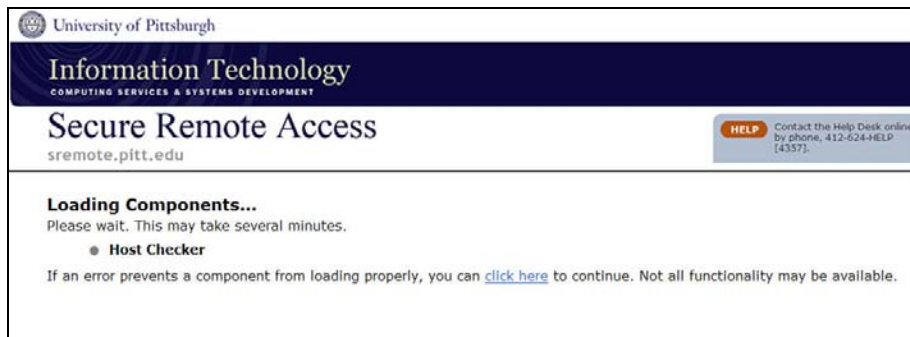 University of Pittsburgh
Information Technology
COMPUTING SERVICES & SYSTEMS DEVELOPMENT
Secure Remote Access
sremote.pitt.edu
HELP
Contact the Help Desk online
by phone, 412-624-HELP
[4357].
Loading Components...
Please wait. This may take several minutes.
Host Checker
If an error prevents a component from loading properly, you can click here to continue. Not all functionality may be available.